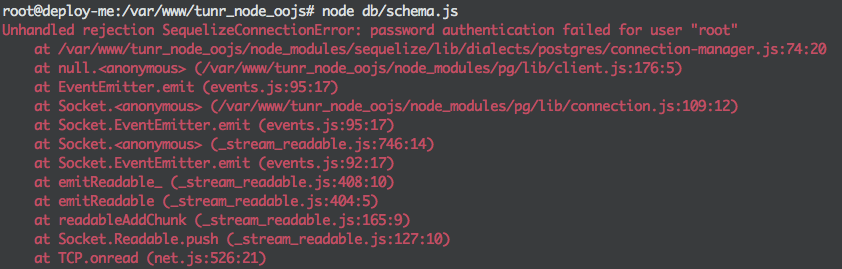 root@deploy-me:/var/www/tunr_node_oojs# node db/schema.js
Unhandled rejection SequelizeConnectionError: password authentication failed for user "root"
    at /var/www/tunr_node_oojs/node_modules/sequelize/lib/dialects/postgres/connection-manager.js:74:20
    at null.<anonymous> (/var/www/tunr_node_oojs/node_modules/pg/lib/client.js:176:5)
    at EventEmitter.emit (events.js:95:17)
    at Socket.<anonymous> (/var/www/tunr_node_oojs/node_modules/pg/lib/connection.js:109:12)
    at Socket.EventEmitter.emit (events.js:95:17)
    at Socket.<anonymous> (_stream_readable.js:746:14)
    at Socket.EventEmitter.emit (events.js:92:17)
    at emitReadable_ (_stream_readable.js:408:10)
    at emitReadable (_stream_readable.js:404:5)
    at readableAddChunk (_stream_readable.js:165:9)
    at Socket.Readable.push (_stream_readable.js:127:10)
    at TCP.onread (net.js:526:21)